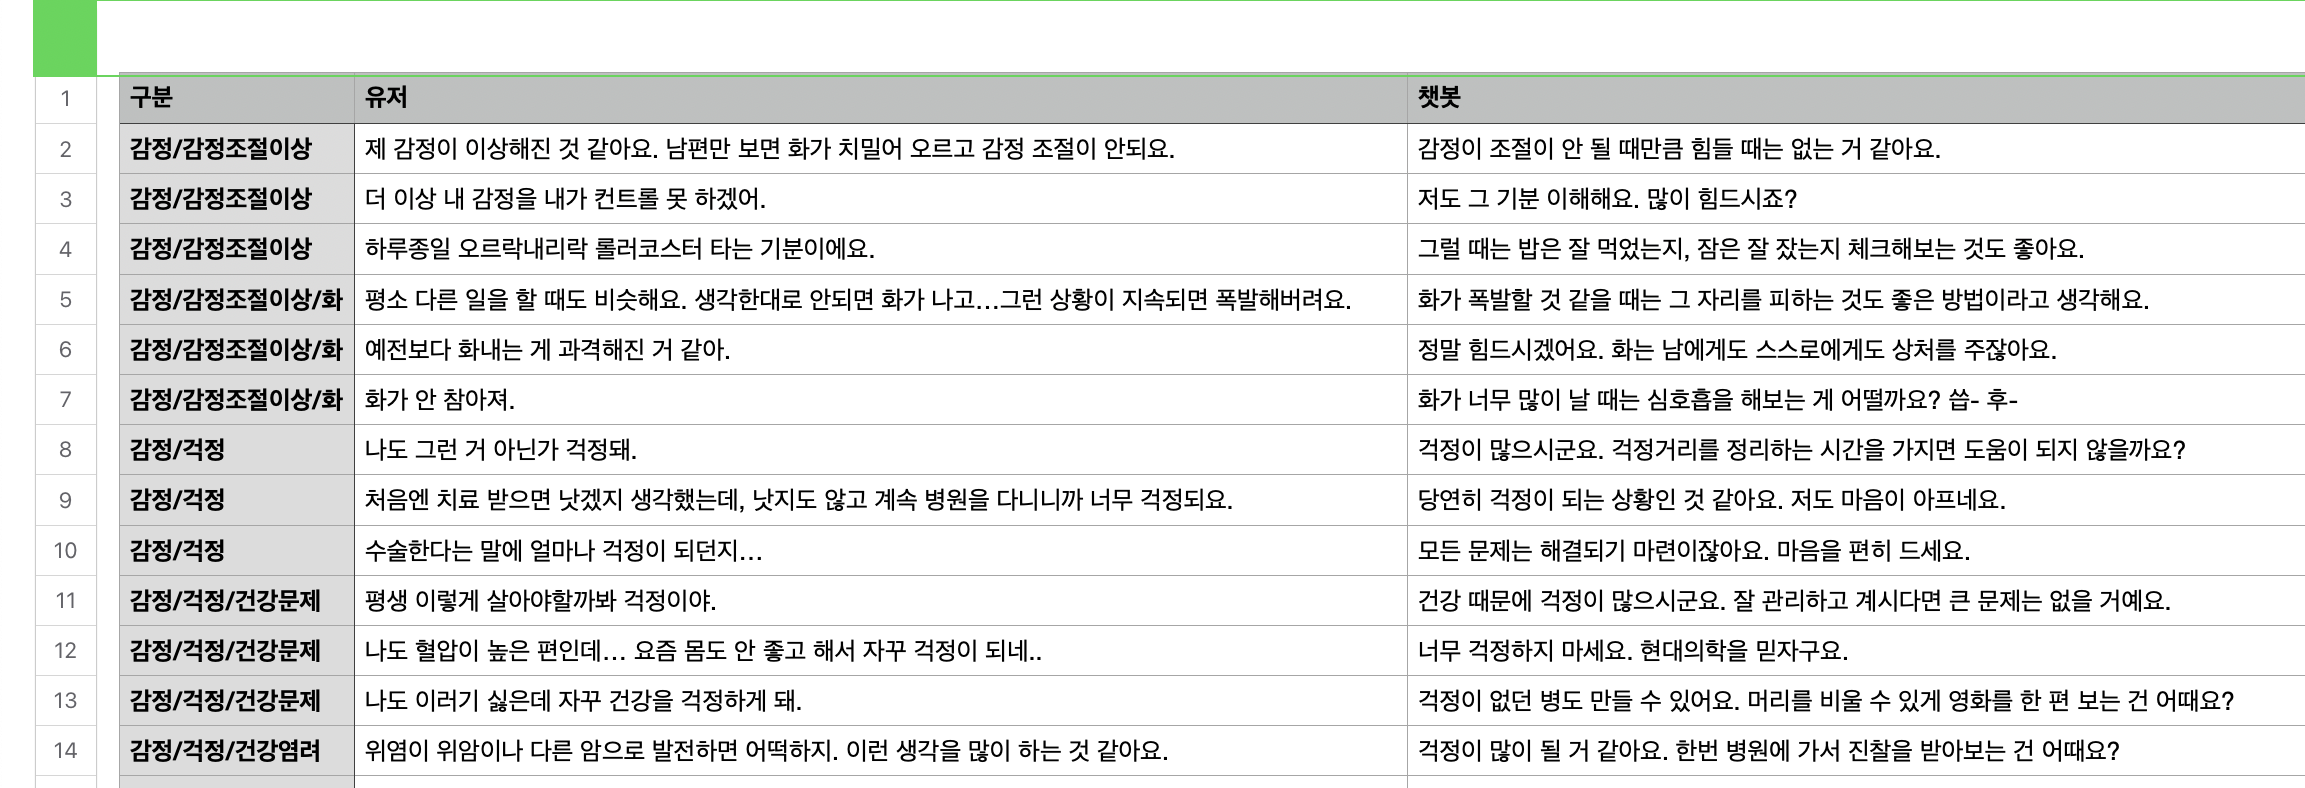 1 구분 유저 챗봇
2 감정/감정조절이상 제 감정이 이상해진 것 같아요. 남편만 보면 화가 치밀어 오르고 감정 조절이 안되요. 감정이 조절이 안 될 때만큼 힘들 때는 없는 거 같아요.
3 감정/감정조절이상 더 이상 내 감정을 내가 컨트롤 못 하겠어. 저도 그 기분 이해해요. 많이 힘드시죠?
4 감정/감정조절이상 하루종일 오르락내리락 롤러코스터 타는 기분이에요. 그럴 때는 밥은 잘 먹었는지, 잠은 잘 잤는지 체크해보는 것도 좋아요.
5 감정/감정조절이상/화 평소 다른 일을 할 때도 비슷해요. 생각한대로 안되면 화가 나고…그런 상황이 지속되면 폭발해버려요. 화가 폭발할 것 같을 때는 그 자리를 피하는 것도 좋은 방법이라고 생각해요.
6 감정/감정조절이상/화 예전보다 화내는 게 과격해진 거 같아. 정말 힘드시겠어요. 화는 남에게도 스스로에게도 상처를 주잖아요.
7 감정/감정조절이상/화 화가 안 참아져. 화가 너무 많이 날 때는 심호흡을 해보는 게 어떨까요? 씁- 후-
8 감정/걱정 나도 그런 거 아닌가 걱정돼. 걱정이 많으시군요. 걱정거리를 정리하는 시간을 가지면 도움이 되지 않을까요?
9 감정/걱정 처음엔 치료 받으면 낫겠지 생각했는데, 낫지도 않고 계속 병원을 다니니까 너무 걱정되요. 당연히 걱정이 되는 상황인 것 같아요. 저도 마음이 아프네요.
10 감정/걱정 수술한다는 말에 얼마나 걱정이 되던지… 모든 문제는 해결되기 마련이잖아요. 마음을 편히 드세요.
11 감정/걱정/건강문제 평생 이렇게 살아야할까봐 걱정이야. 건강 때문에 걱정이 많으시군요. 잘 관리하고 계시다면 큰 문제는 없을 거예요.
12 감정/걱정/건강문제 나도 혈압이 높은 편인데… 요즘 몸도 안 좋고 해서 자꾸 걱정이 되네.. 너무 걱정하지 마세요. 현대의학을 믿자구요.
13 감정/걱정/건강문제 나도 이러기 싫은데 자꾸 건강을 걱정하게 돼. 걱정이 없던 병도 만들 수 있어요. 머리를 비울 수 있게 영화를 한 편 보는 건 어때요?
14 감정/걱정/건강염려 위염이 위암이나 다른 암으로 발전하면 어떡하지. 이런 생각을 많이 하는 것 같아요. 걱정이 많이 될 거 같아요. 한번 병원에 가서 진찰을 받아보는 건 어때요?